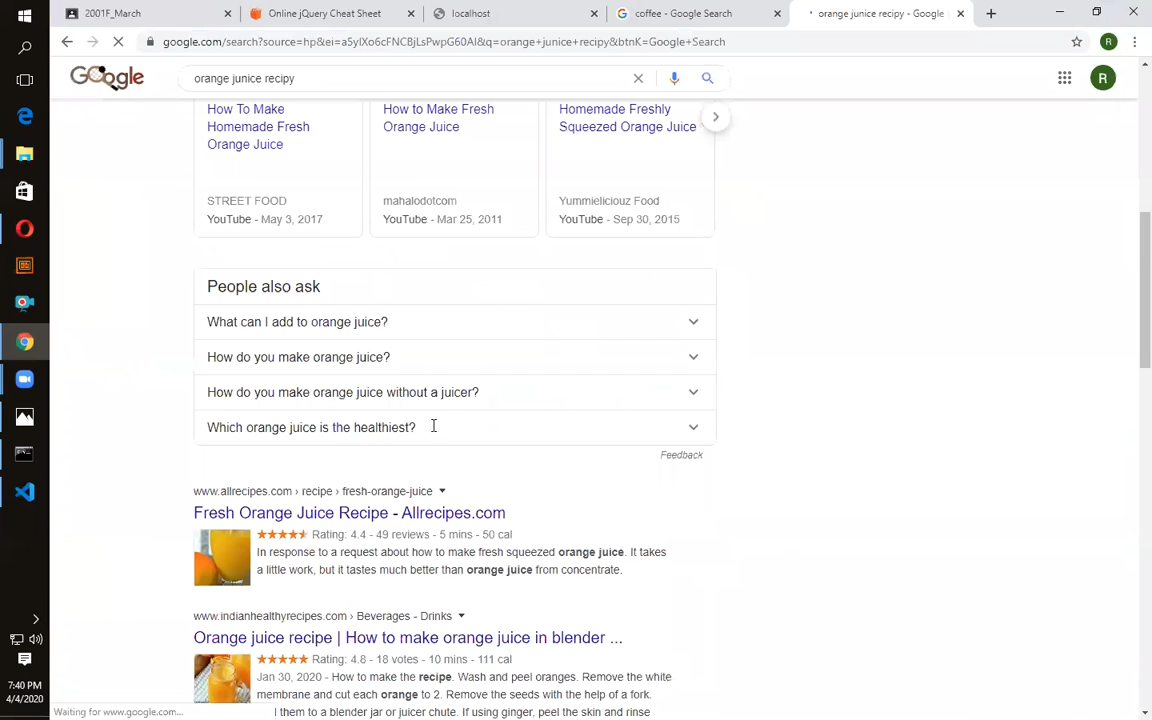 2001F_March
Online jQuery Cheat Sheet
localhost
coffee - Google Search
orange junice recipy - Google
google.com/search?source=hp&ei=a5yIXo6cFNCBjLsPwpG60AI&q=orange+junice+recipy&btnK=Google+Search
R
Google
orange junice recipy
R
How To Make
Homemade Fresh
Orange Juice
STREET FOOD
YouTube - May 3, 2017
How to Make Fresh
Orange Juice
mahalodotcom
YouTube - Mar 25, 2011
Homemade Freshly
Squeezed Orange Juice
Yummieliciouz Food
YouTube - Sep 30, 2015
People also ask
What can I add to orange juice?
How do you make orange juice?
How do you make orange juice without a juicer?
Which orange juice is the healthiest?
Feedback
www.allrecipes.com › recipe › fresh-orange-juice
Fresh Orange Juice Recipe - Allrecipes.com
Rating: 4.4 - 49 reviews - 5 mins - 50 cal
In response to a request about how to make fresh squeezed orange juice. It takes
a little work, but it tastes much better than orange juice from concentrate.
www.indianhealthyrecipes.com › Beverages - Drinks
Orange juice recipe | How to make orange juice in blender ...
Rating: 4.8 - 18 votes - 10 mins - 111 cal
Jan 30, 2020 - How to make the recipe. Wash and peel oranges. Remove the white
membrane and cut each orange to 2. Remove the seeds with the help of a fork.
them to a blender jar or juicer chute. If using ginger, peel the skin and rinse
Waiting for www.google.com...
7:40 PM
4/4/2020